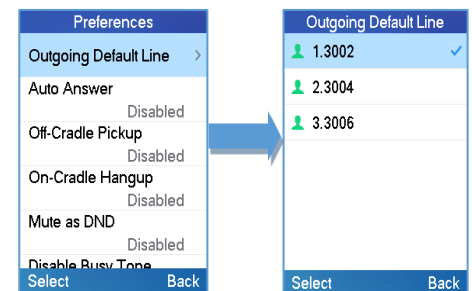 Preferences
Outgoing Default Line
Auto Answer
Disabled
Off-Cradle Pickup
Disabled
On-Cradle Hangup
Disabled
Mute as DND
Disabled
Disable Busy Tone
Select Back
Outgoing Default Line
1.3002
2.3004
3.3006
Select Back